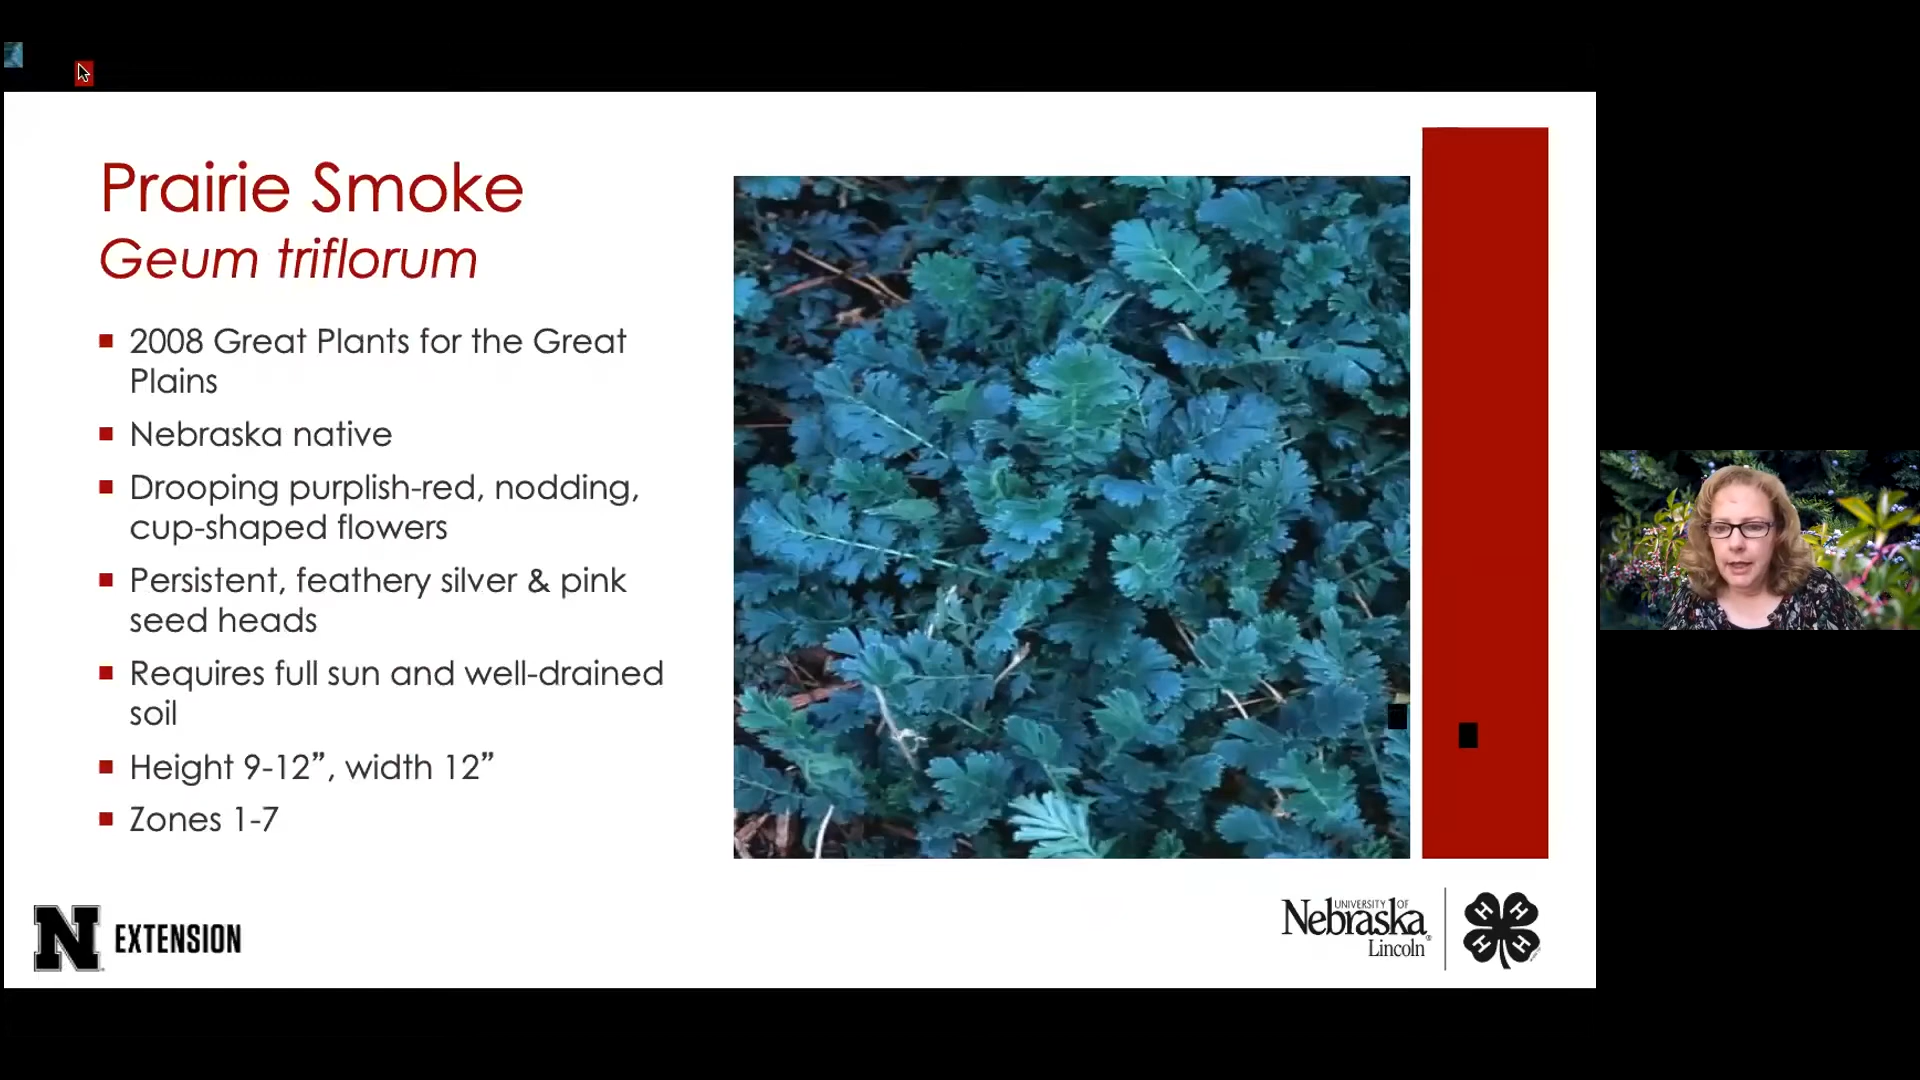 Prairie Smoke
Geum triflorum
2008 Great Plants for the Great
Plains
Nebraska native
Drooping purplish-red, nodding,
cup-shaped flowers
Persistent, feathery silver & pink
seed heads
Requires full sun and well-drained
soil
Height 9-12”, width 12”
Zones 1-7
N EXTENSION
UNIVERSITY OF
Nebraska
Lincoln
H H
H H